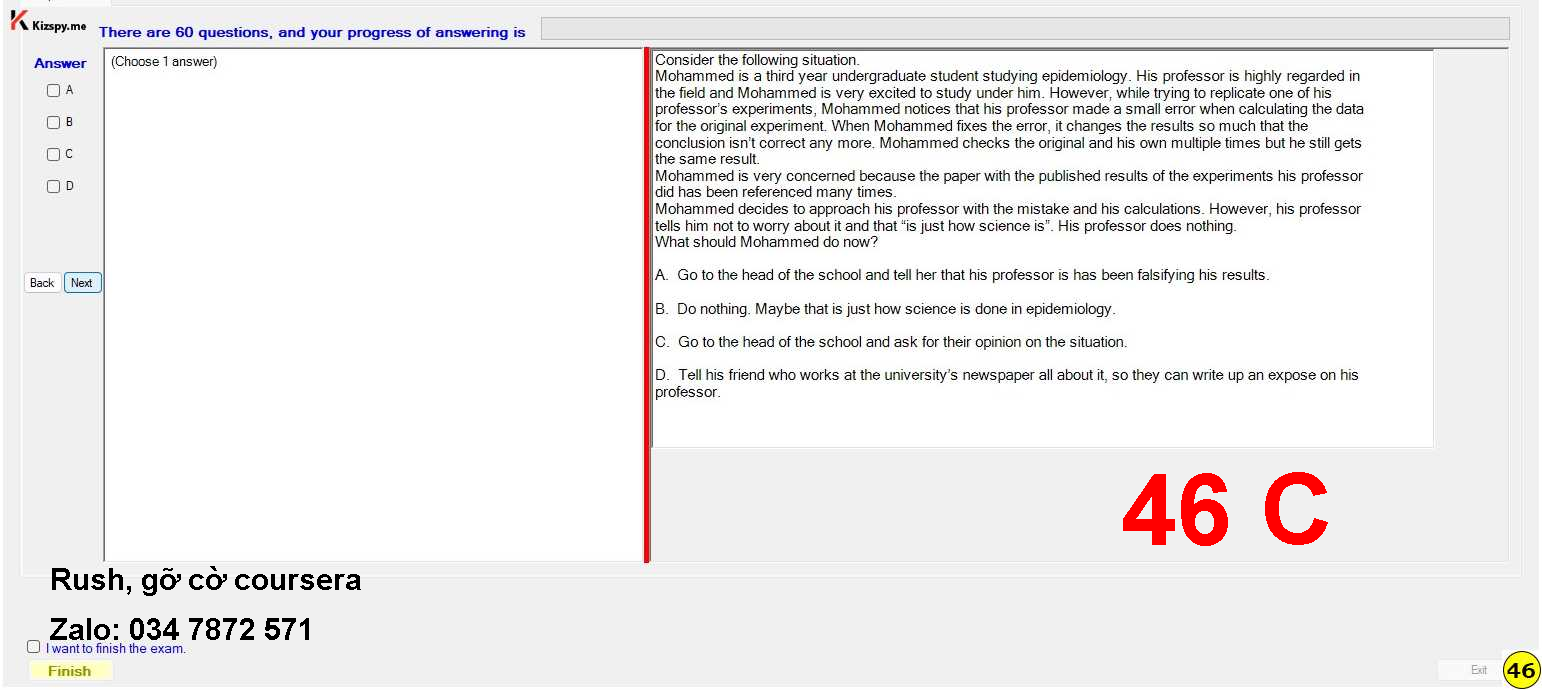 Kizspy.me
There are 60 questions, and your progress of answering is
Answer
A
B
C
D
Back Next
(Choose 1 answer)
Consider the following situation.
Mohammed is a third year undergraduate student studying epidemiology. His professor is highly regarded in
the field and Mohammed is very excited to study under him. However, while trying to replicate one of his
professor's experiments, Mohammed notices that his professor made a small error when calculating the data
for the original experiment. When Mohammed fixes the error, it changes the results so much that the
conclusion isn't correct any more. Mohammed checks the original and his own multiple times but he still gets
the same result.
Mohammed is very concerned because the paper with the published results of the experiments his professor
did has been referenced many times.
Mohammed decides to approach his professor with the mistake and his calculations. However, his professor
tells him not to worry about it and that “is just how science is”. His professor does nothing.
What should Mohammed do now?
A. Go to the head of the school and tell her that his professor is has been falsifying his results.
B. Do nothing. Maybe that is just how science is done in epidemiology.
C. Go to the head of the school and ask for their opinion on the situation.
D. Tell his friend who works at the university's newspaper all about it, so they can write up an expose on his
professor.
46 C
Rush, gỡ cờ coursera
Zalo: 034 7872 571
I want to finish the exam.
Finish
Exit
46